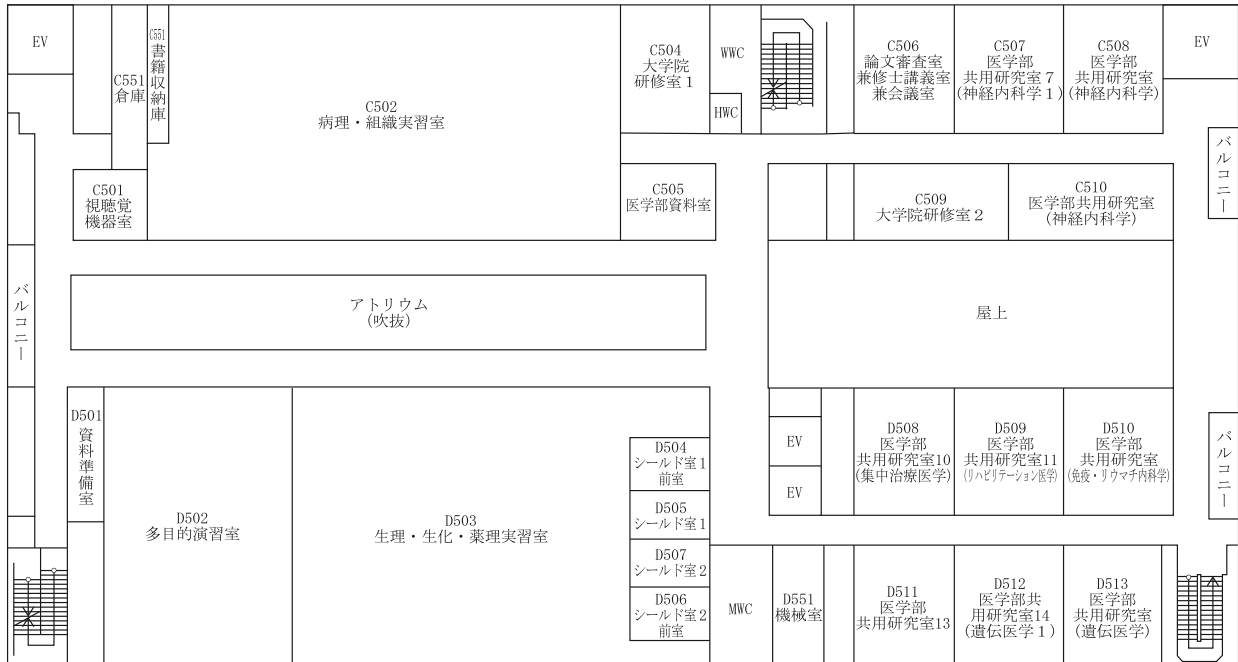 EV
C551
倉庫
C551
書籍収納庫
C502
病理・組織実習室
C504
大学院
研修室１
WWC
HWC
C506
論文審査室
兼修士講義室
兼会議室
C507
医学部
共用研究室７
(神経内科学１)
C508
医学部
共用研究室
(神経内科学)
EV
バルコニー
C501
視聴覚
機器室
C505
医学部資料室
C509
大学院研修室２
C510
医学部共用研究室
(神経内科学)
バルコニー
アトリウム
(吹抜)
屋上
D501
資料準備室
D502
多目的演習室
D503
生理・生化・薬理実習室
D504
シールド室１
前室
D505
シールド室１
D507
シールド室２
D506
シールド室２
前室
EV
EV
D508
医学部
共用研究室10
(集中治療医学)
D509
医学部
共用研究室11
(リハビリテーション医学)
D510
医学部
共用研究室
(免疫・リウマチ内科学)
バルコニー
MWC
D551
機械室
D511
医学部
共用研究室13
D512
医学部共
用研究室14
(遺伝医学１)
D513
医学部
共用研究室
(遺伝医学)